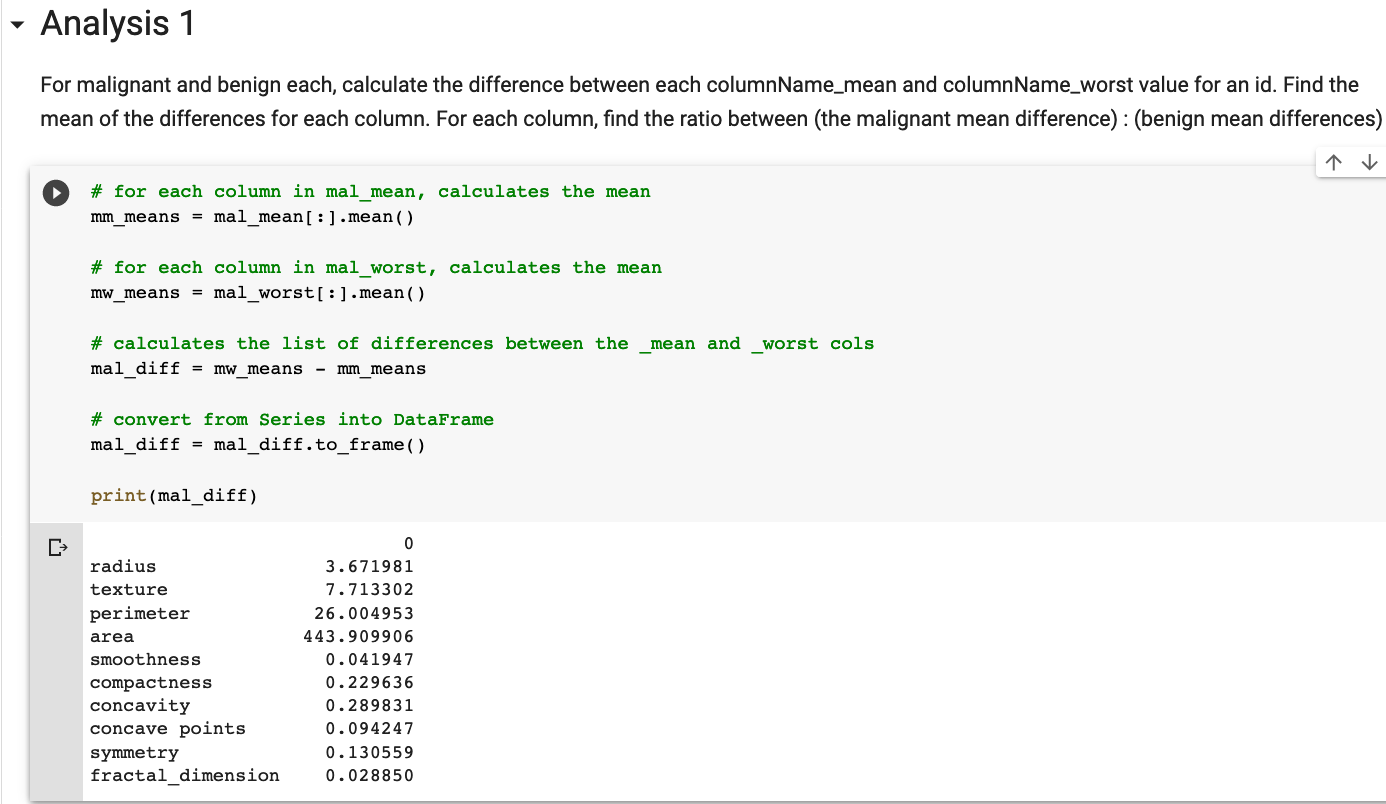 Analysis 1
For malignant and benign each, calculate the difference between each columnName_mean and columnName_worst value for an id. Find the
mean of the differences for each column. For each column, find the ratio between (the malignant mean difference) : (benign mean differences)
# for each column in mal_mean, calculates the mean
mm_means = mal_mean[:].mean()
# for each column in mal_worst, calculates the mean
mw_means = mal_worst[:].mean()
# calculates the list of differences between the _mean and _worst cols
mal_diff = mw_means - mm_means
# convert from Series into DataFrame
mal_diff = mal_diff.to_frame()
print(mal_diff)
0
radius 3.671981
texture 7.713302
perimeter 26.004953
area 443.909906
smoothness 0.041947
compactness 0.229636
concavity 0.289831
concave points 0.094247
symmetry 0.130559
fractal_dimension 0.028850